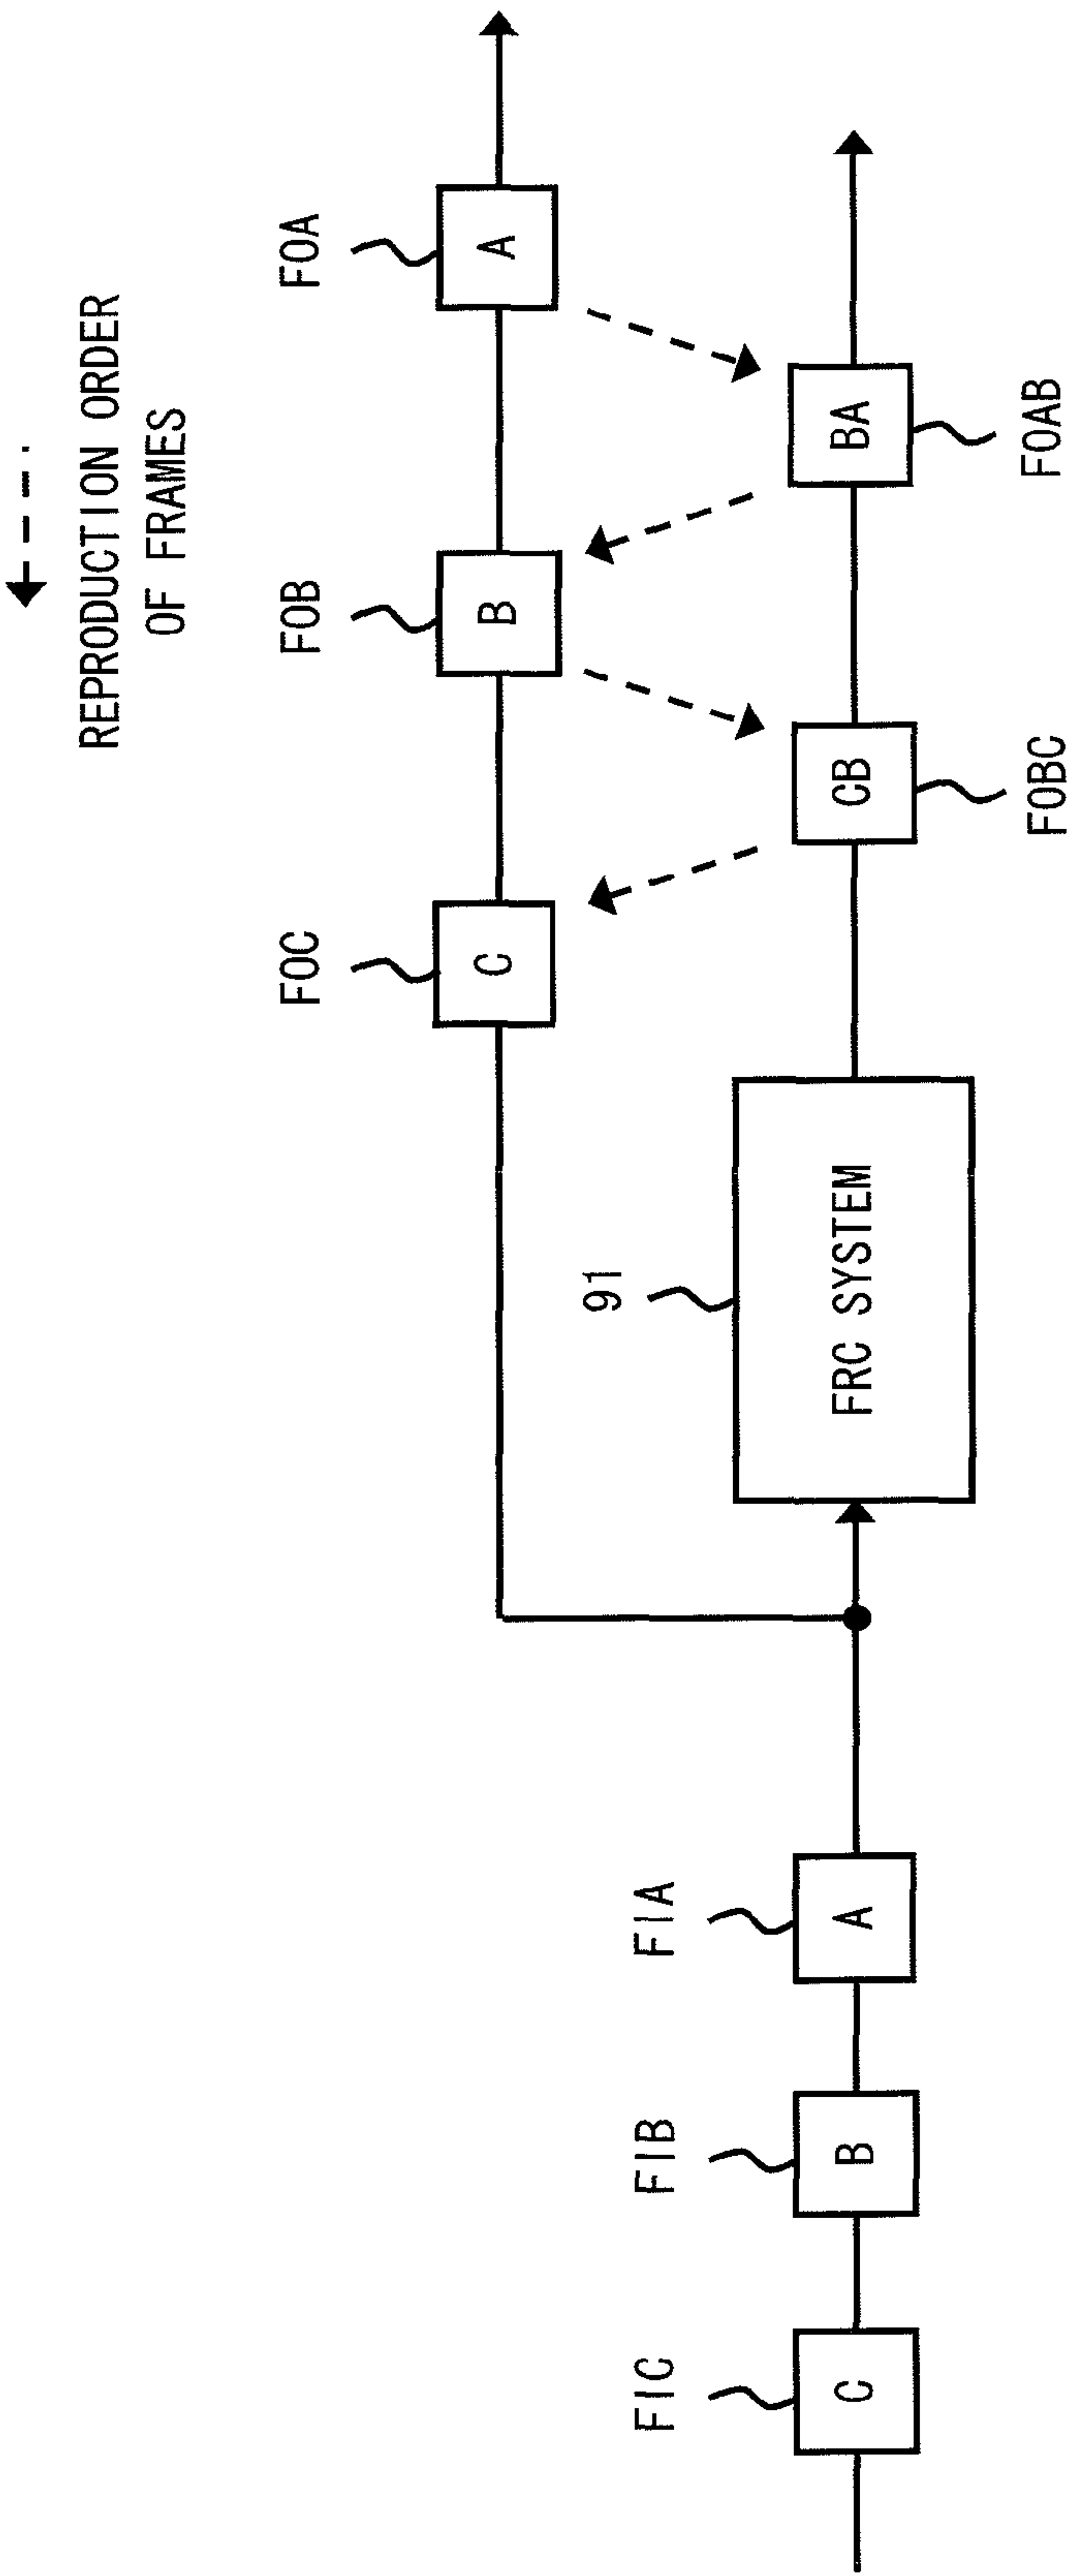 REPRODUCTION ORDER
OF FRAMES
FOC
FOB
FOA
C
B
A
91
FIC
FIB
FIA
C
B
A
FRC SYSTEM
CB
BA
FOBC
FOAB